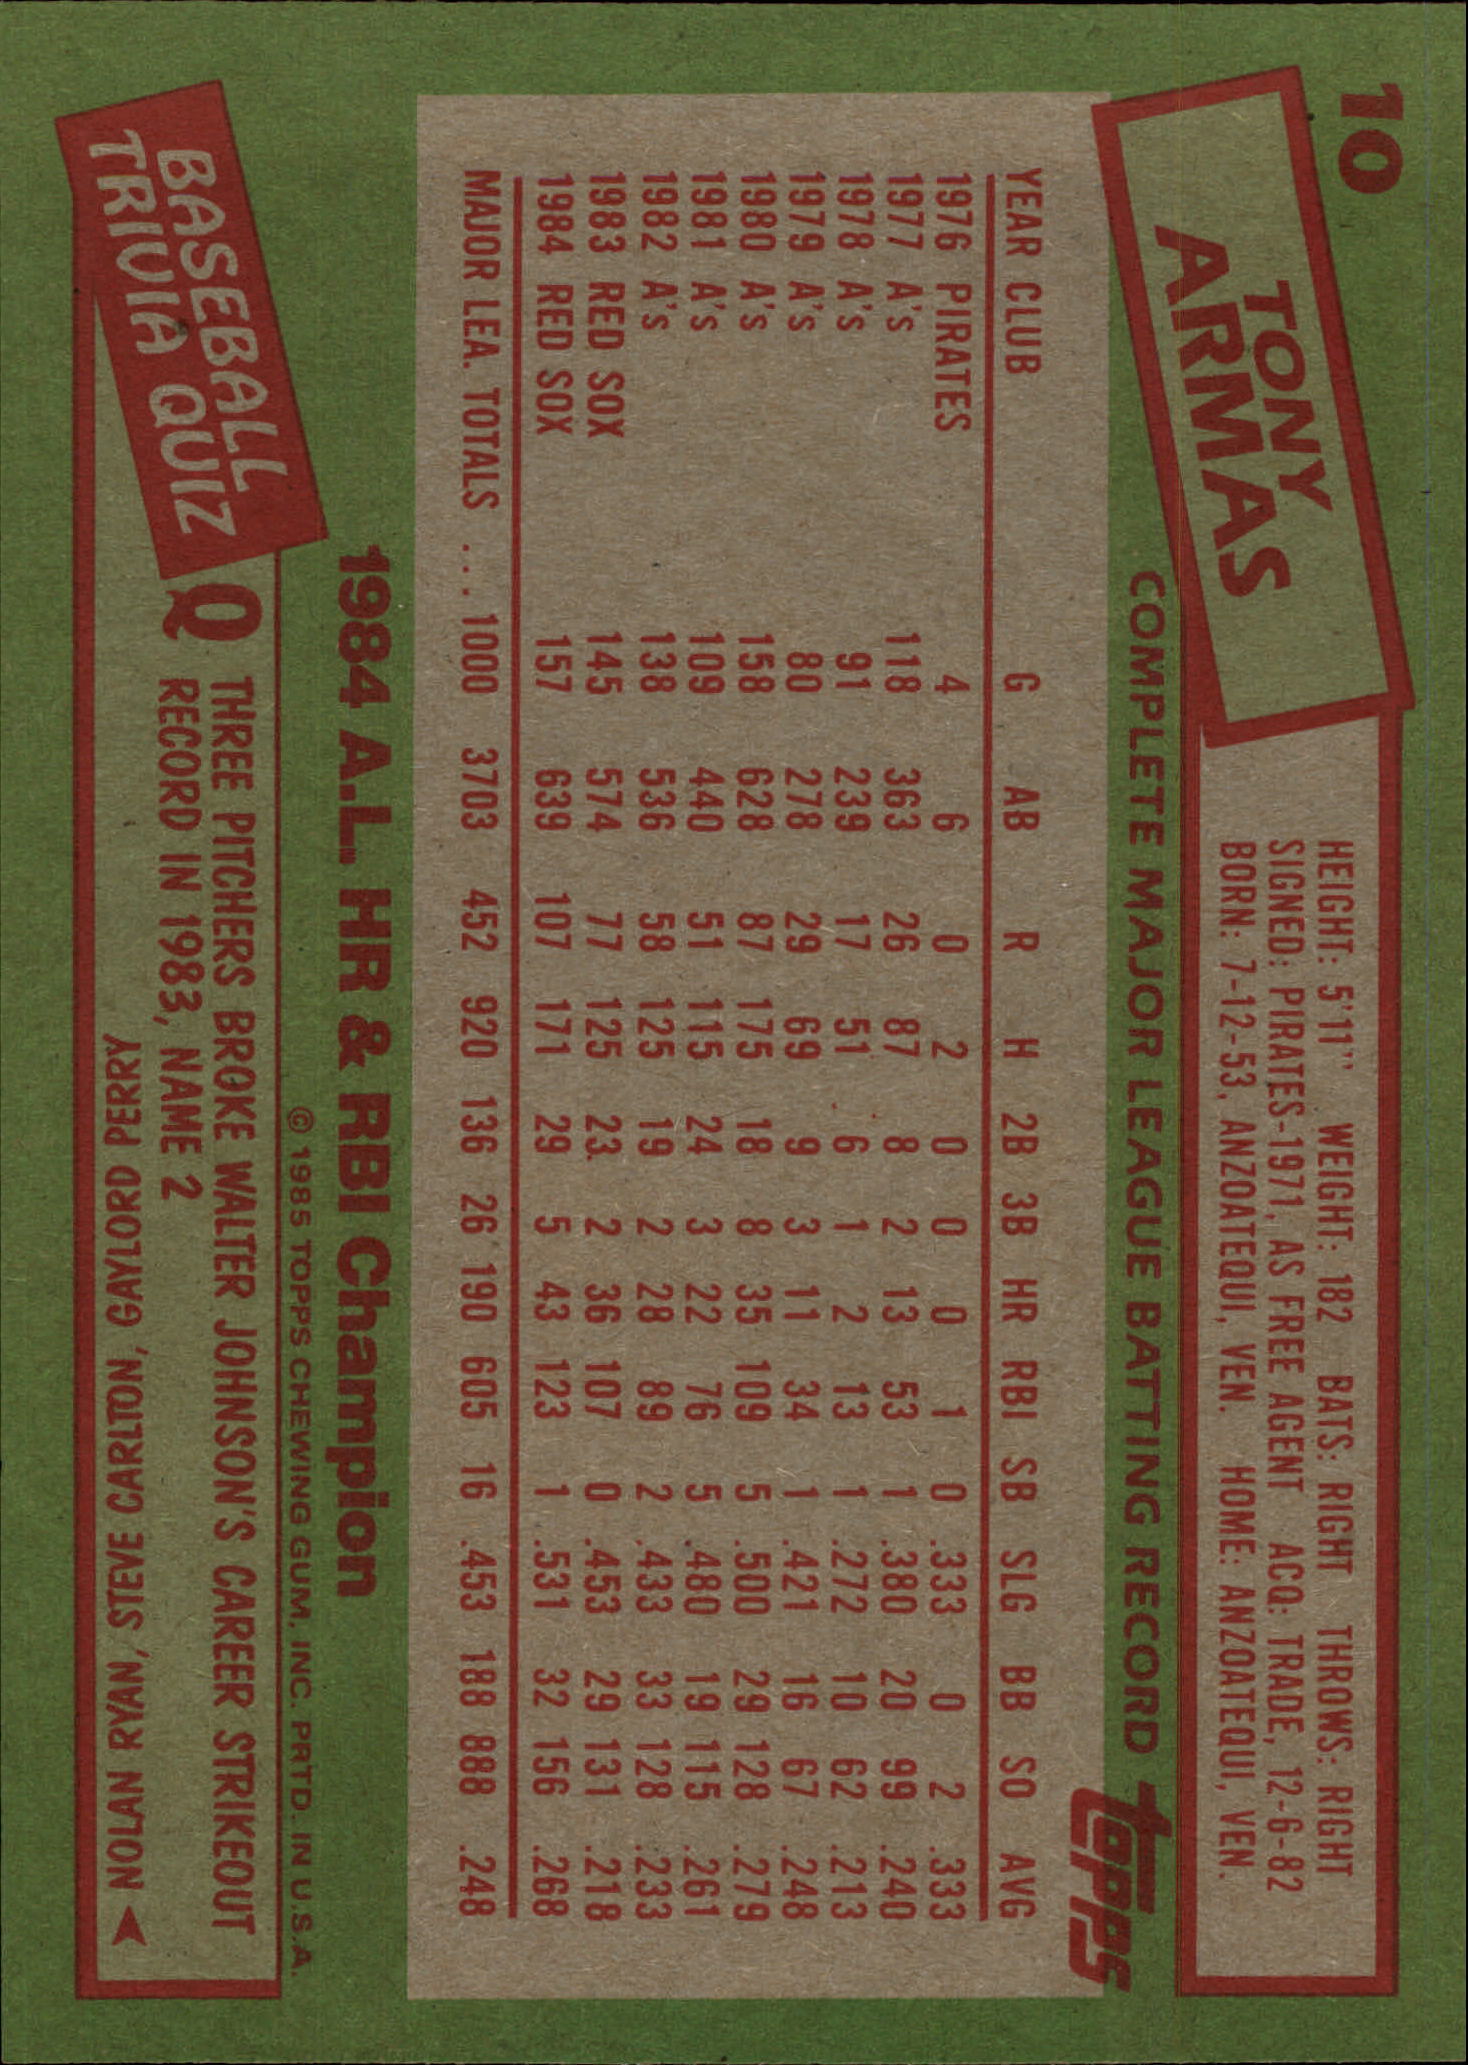 10
TONY
ARMAS
HEIGHT: 5'11" WEIGHT: 182 BATS: RIGHT THROWS: RIGHT
SIGNED: PIRATES-1971, AS FREE AGENT ACQ: TRADE, 12-6-82
BORN: 7-12-53, ANZOATEQUI, VEN. HOME: ANZOATEQUI, VEN.
COMPLETE MAJOR LEAGUE BATTING RECORD topps
YEAR CLUB G AB R H 2B 3B HR RBI SB SLG BB SO AVG
1976 PIRATES 4 6 0 2 0 0 0 1 0 .333 0 2 .333
1977 A's 118 363 26 87 8 2 13 53 1 .380 20 99 .240
1978 A's 91 239 17 51 6 1 2 13 1 .272 10 62 .213
1979 A's 80 278 29 69 9 3 11 34 1 .421 16 67 .248
1980 A's 158 628 87 175 18 8 35 109 5 .500 29 128 .279
1981 A's 109 440 51 115 24 3 22 76 5 .480 19 115 .261
1982 A's 138 536 58 125 19 2 28 89 2 .433 33 128 .233
1983 RED SOX 145 574 77 125 23 2 36 107 0 .453 29 131 .218
1984 RED SOX 157 639 107 171 29 5 43 123 1 .531 32 156 .268
MAJOR LEA. TOTALS ... 1000 3703 452 920 136 26 190 605 16 .453 188 888 .248
1984 A.L. HR & RBI Champion
© 1985 TOPPS CHEWING GUM, INC. PRTD. IN U.S.A.
BASEBALL
TRIVIA QUIZ
Q THREE PITCHERS BROKE WALTER JOHNSON'S CAREER STRIKEOUT
RECORD IN 1983, NAME 2
NOLAN RYAN, STEVE CARLTON, GAYLORD PERRY